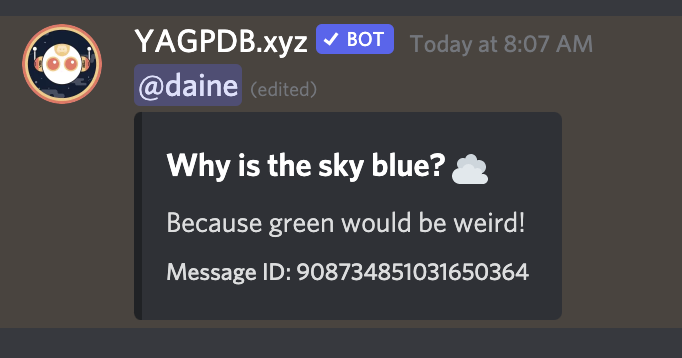 YAGPDB.xyz ✓ BOT Today at 8:07 AM
@daine (edited)
Why is the sky blue? ☁️
Because green would be weird!
Message ID: 908734851031650364